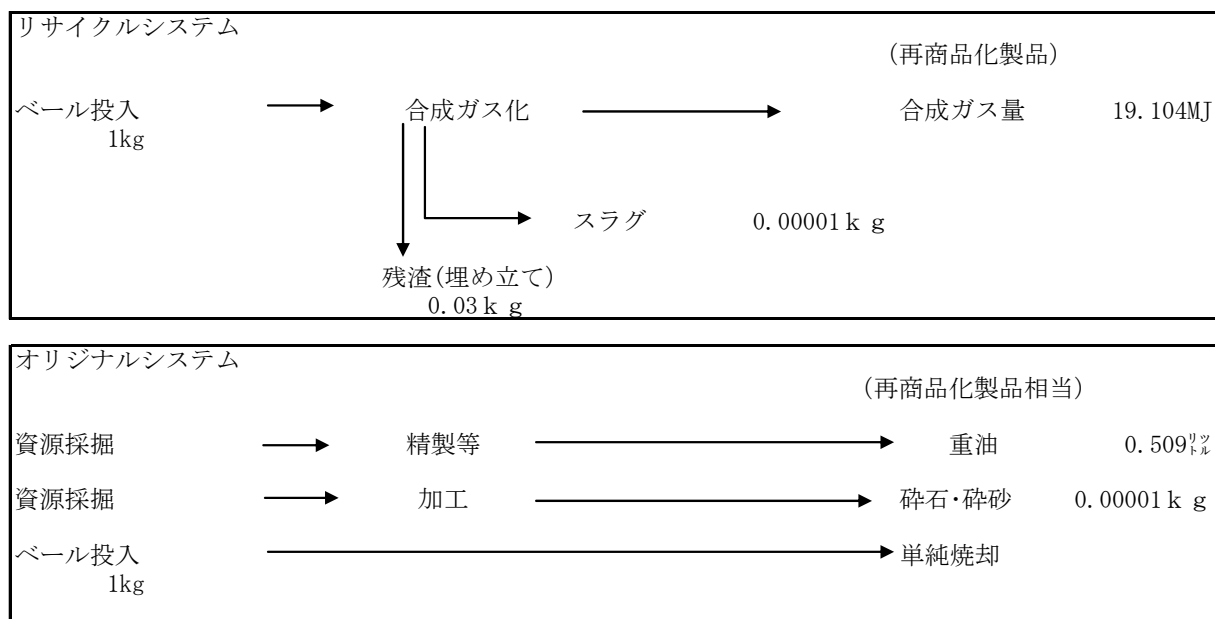 リサイクルシステム
(再商品化製品)
ベール投入 合成ガス化 合成ガス量 19.104MJ
1kg
スラグ 0.00001kg
残渣(埋め立て)
0.03kg
オリジナルシステム
(再商品化製品相当)
資源採掘 精製等 重油 0.509㍑
資源採掘 加工 砕石・砕砂 0.00001kg
ベール投入 単純焼却
1kg